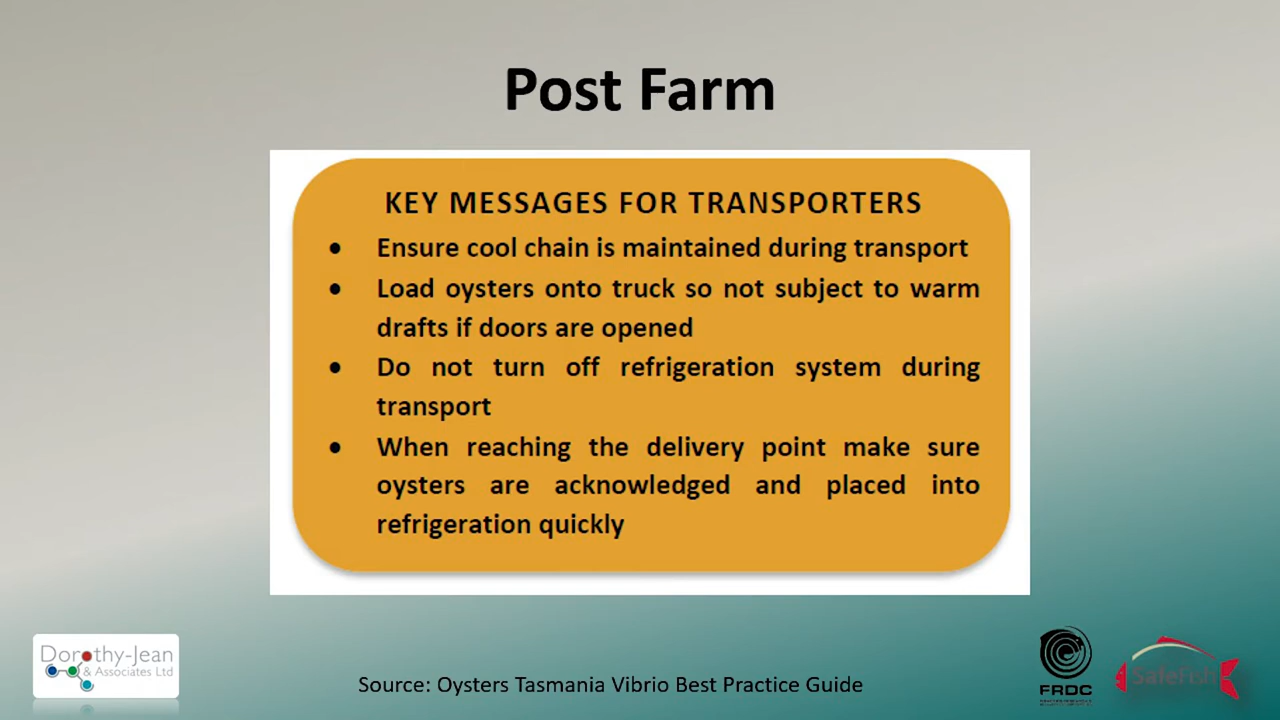 Post Farm
KEY MESSAGES FOR TRANSPORTERS
• Ensure cool chain is maintained during transport
• Load oysters onto truck so not subject to warm
drafts if doors are opened
• Do not turn off refrigeration system during
transport
• When reaching the delivery point make sure
oysters are acknowledged and placed into
refrigeration quickly
Dorothy-Jean
& Associates Ltd
Source: Oysters Tasmania Vibrio Best Practice Guide
FRDC
SafeFish